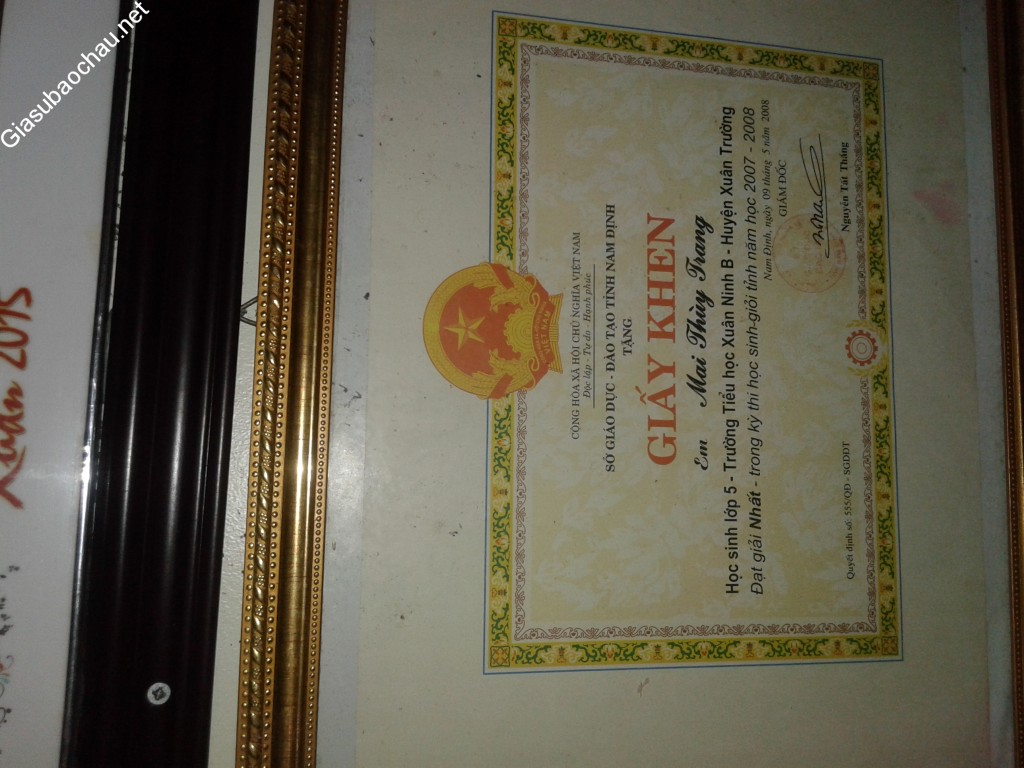 Giasubaochau.net
Xuân 2015
CỘNG HÒA XÃ HỘI CHỦ NGHĨA VIỆT NAM
Độc lập - Tự do - Hạnh phúc
SỞ GIÁO DỤC - ĐÀO TẠO TỈNH NAM ĐỊNH
TẶNG
GIẤY KHEN
Em Mai Thùy Trang
Học sinh lớp 5 - Trường Tiểu học Xuân Ninh B - Huyện Xuân Trường
Đạt giải Nhất - trong kỳ thi học sinh giỏi tỉnh năm học 2007 - 2008
Nam Định, ngày 09 tháng 5 năm 2008
GIÁM ĐỐC
Quyết định số: 555/QĐ - SGDĐT
Nguyễn Tất Thắng